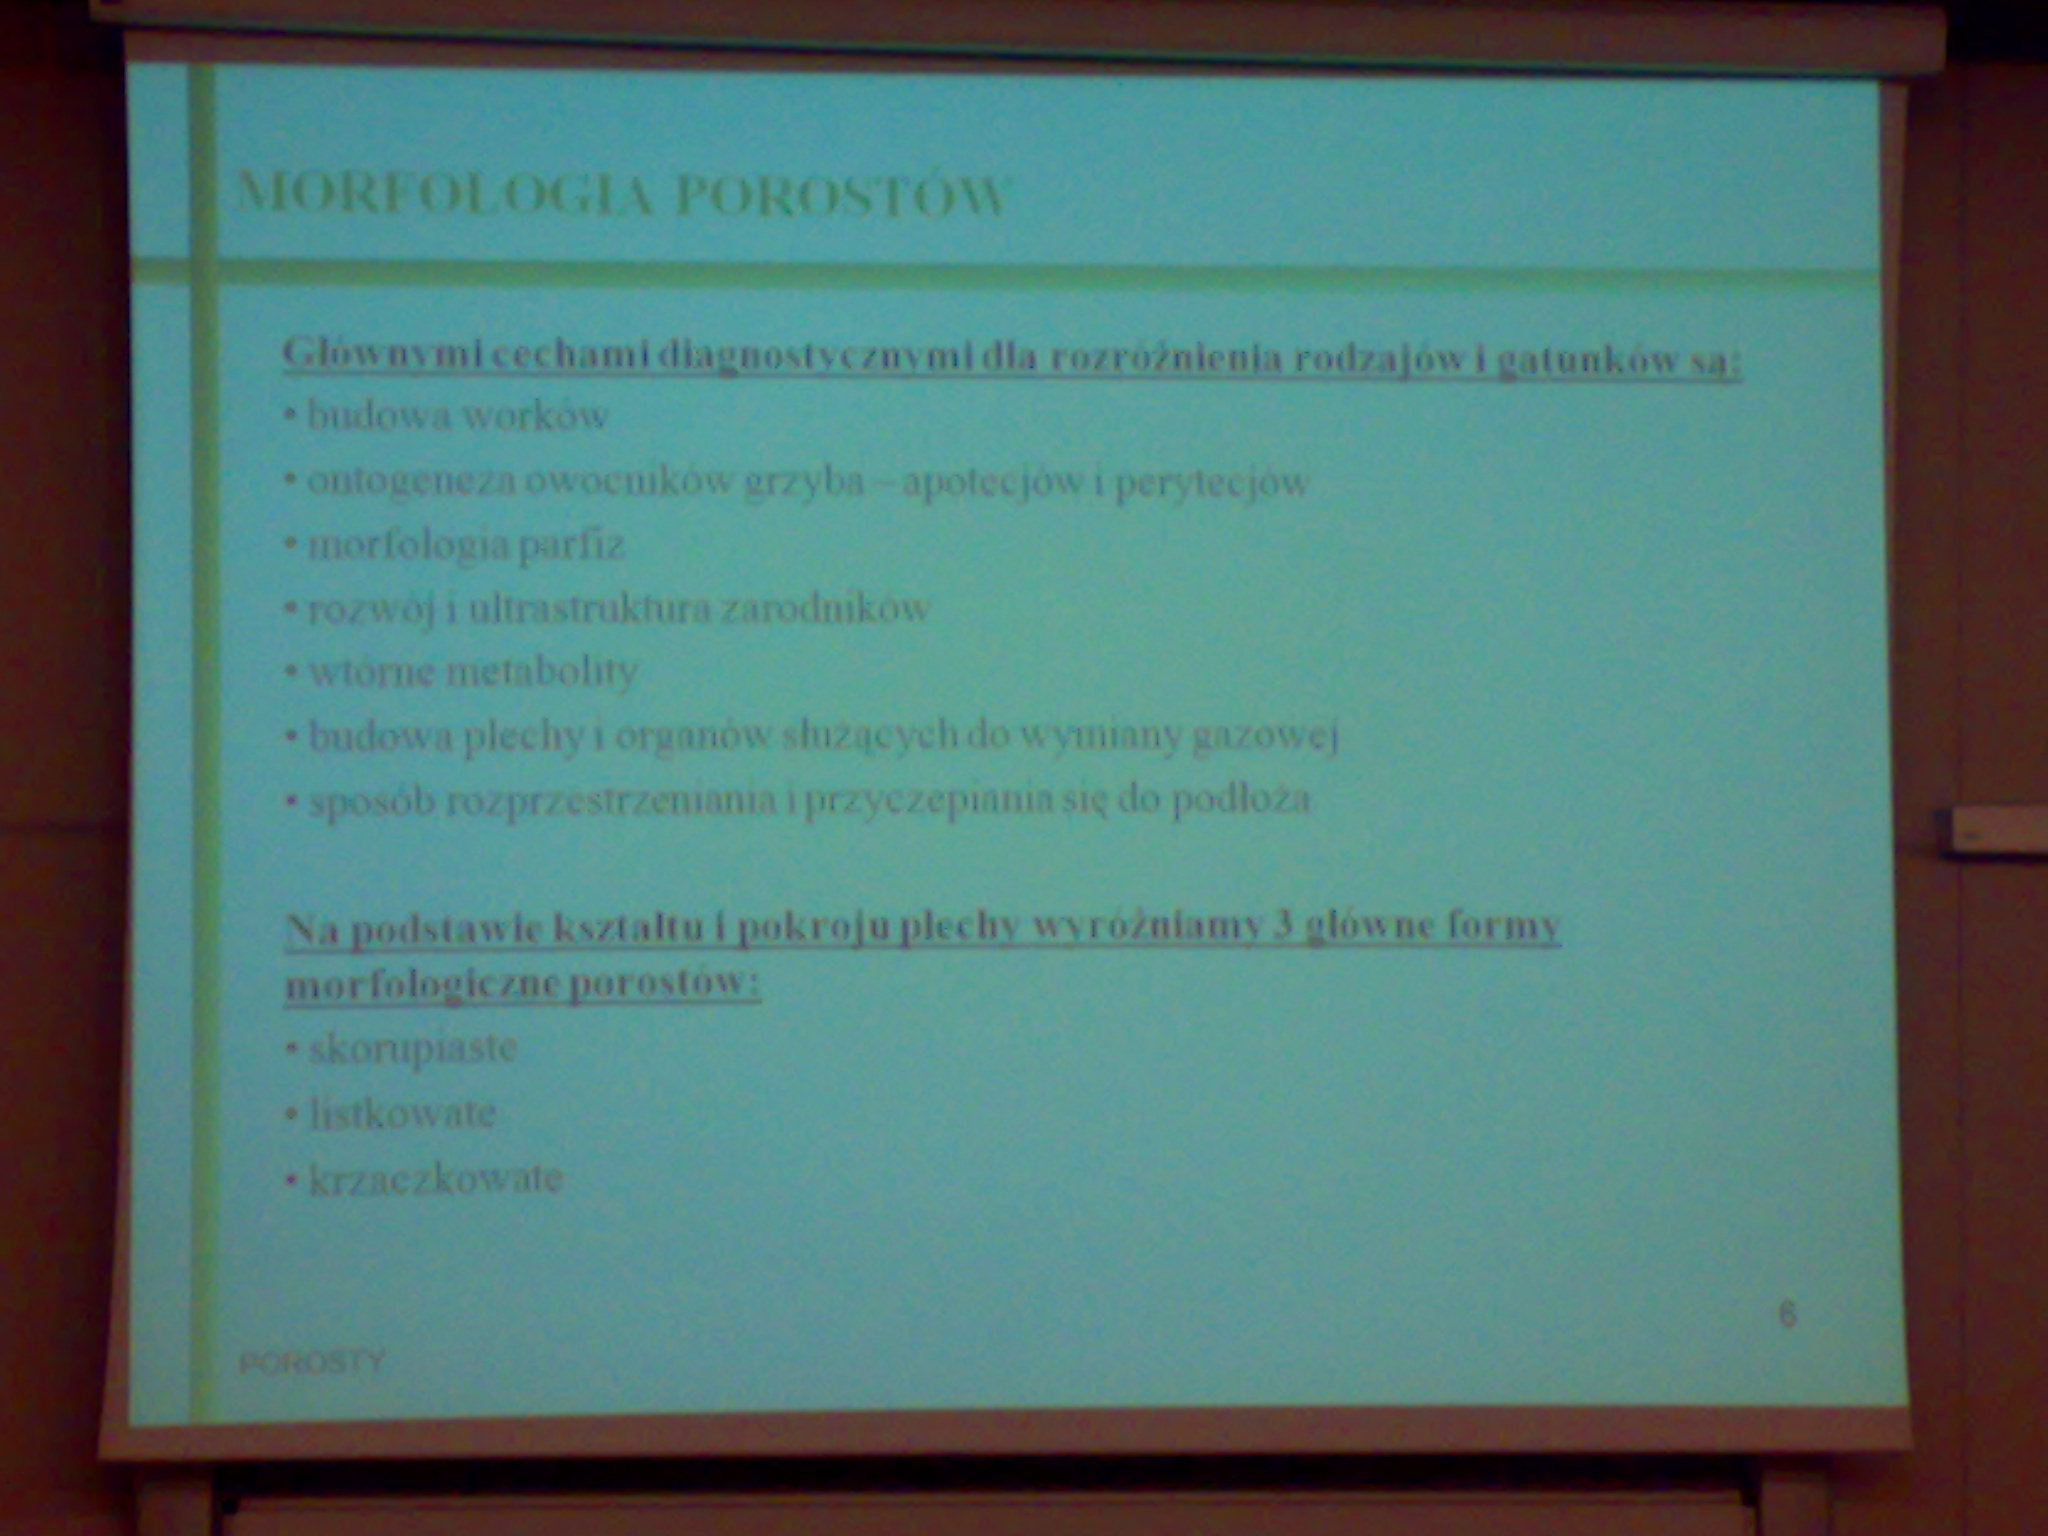 MORFOLOGIA POROSTÓW
Głównymi cechami diagnostycznymi dla rozróżnienia rodzajów i gatunków są:
• budowa worków
• ontogeneza owocników grzyba – apotecjów i perytecjów
• morfologia parfiz
• rozwój i ultrastruktura zarodników
• wtórne metabolity
• budowa plechy i organów służących do wymiany gazowej
• sposób rozprzestrzeniania i przyczepiania się do podłoża
Na podstawie kształtu i pokroju plechy wyróżniamy 3 główne formy
morfologiczne porostów:
• skorupiaste
• listkowate
• krzaczkowate
6
POROSTY